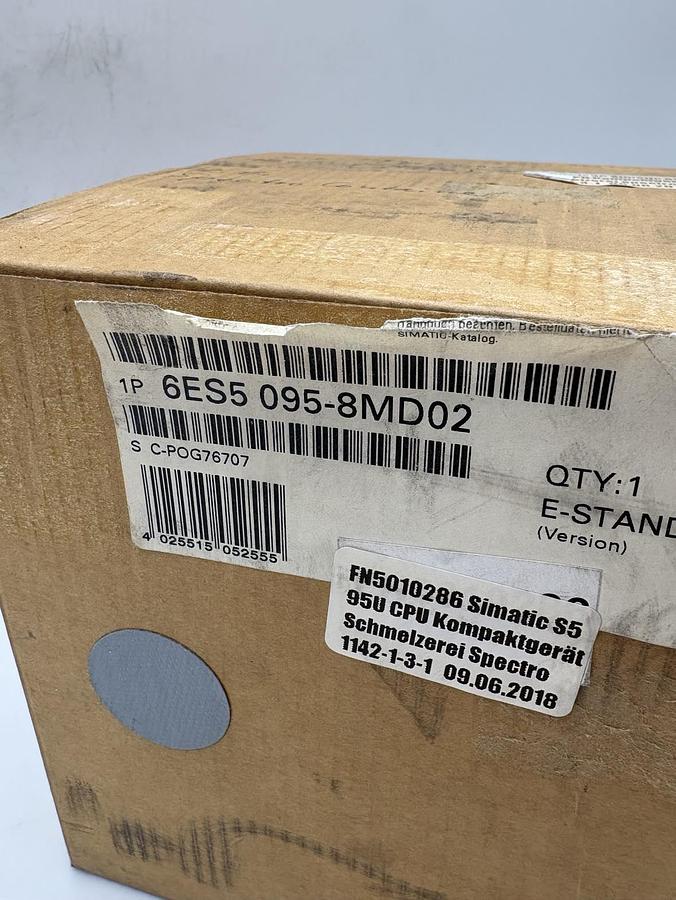 SIMATIC-Katalog.
1P 6ES5 095-8MD02
S C-POG76707
QTY:1
E-STAND
(Version)
4 025515 052555
FN5010286 Simatic S5
95U CPU Kompaktgerät
Schmelzerei Spectro
1142-1-3-1 09.06.2018